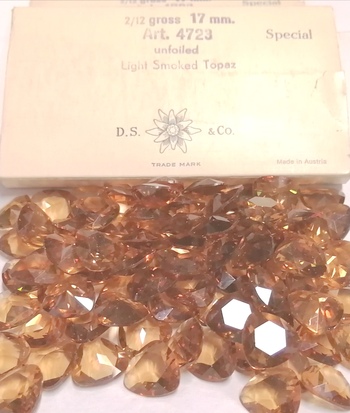 2/12 gross 17 mm.
Art. 4723 Special
unfoiled
Light Smoked Topaz
D.S. & Co.
TRADE MARK
Made in Austria